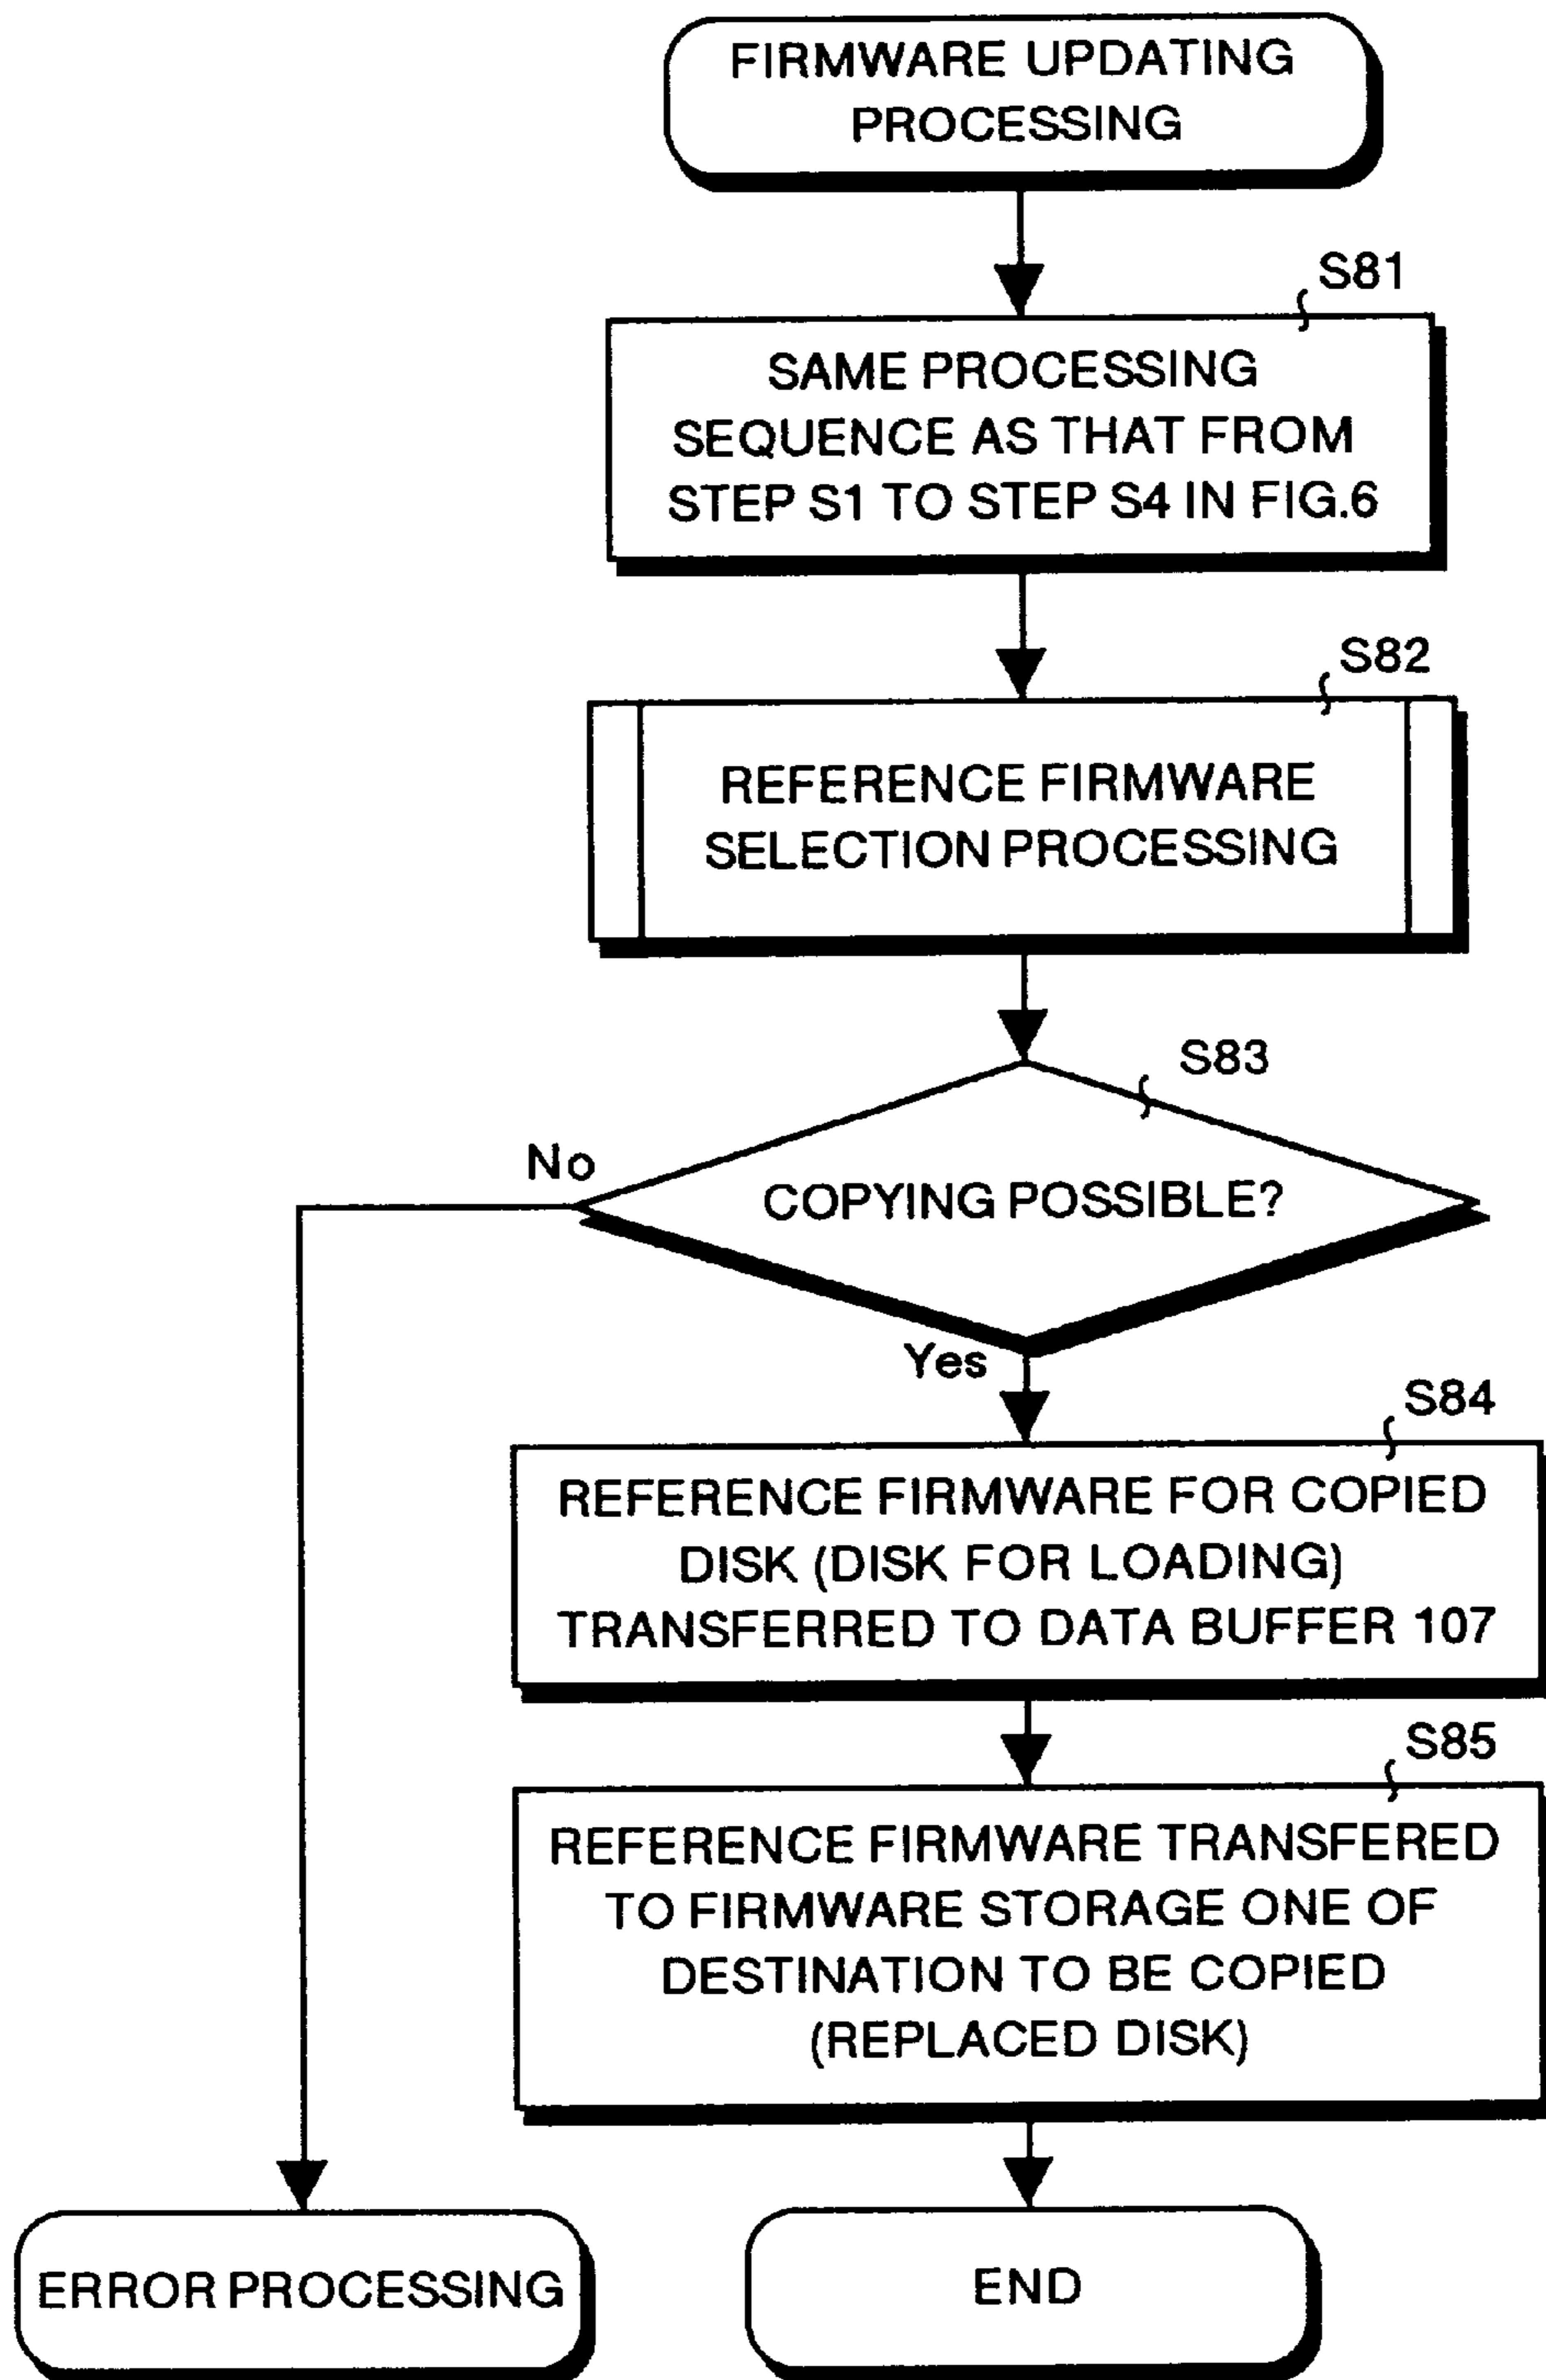 FIRMWARE UPDATING
PROCESSING
S81
SAME PROCESSING
SEQUENCE AS THAT FROM
STEP S1 TO STEP S4 IN FIG.6
S82
REFERENCE FIRMWARE
SELECTION PROCESSING
S83
No
COPYING POSSIBLE?
Yes
S84
REFERENCE FIRMWARE FOR COPIED
DISK (DISK FOR LOADING)
TRANSFERRED TO DATA BUFFER 107
S85
REFERENCE FIRMWARE TRANSFERED
TO FIRMWARE STORAGE ONE OF
DESTINATION TO BE COPIED
(REPLACED DISK)
ERROR PROCESSING
END